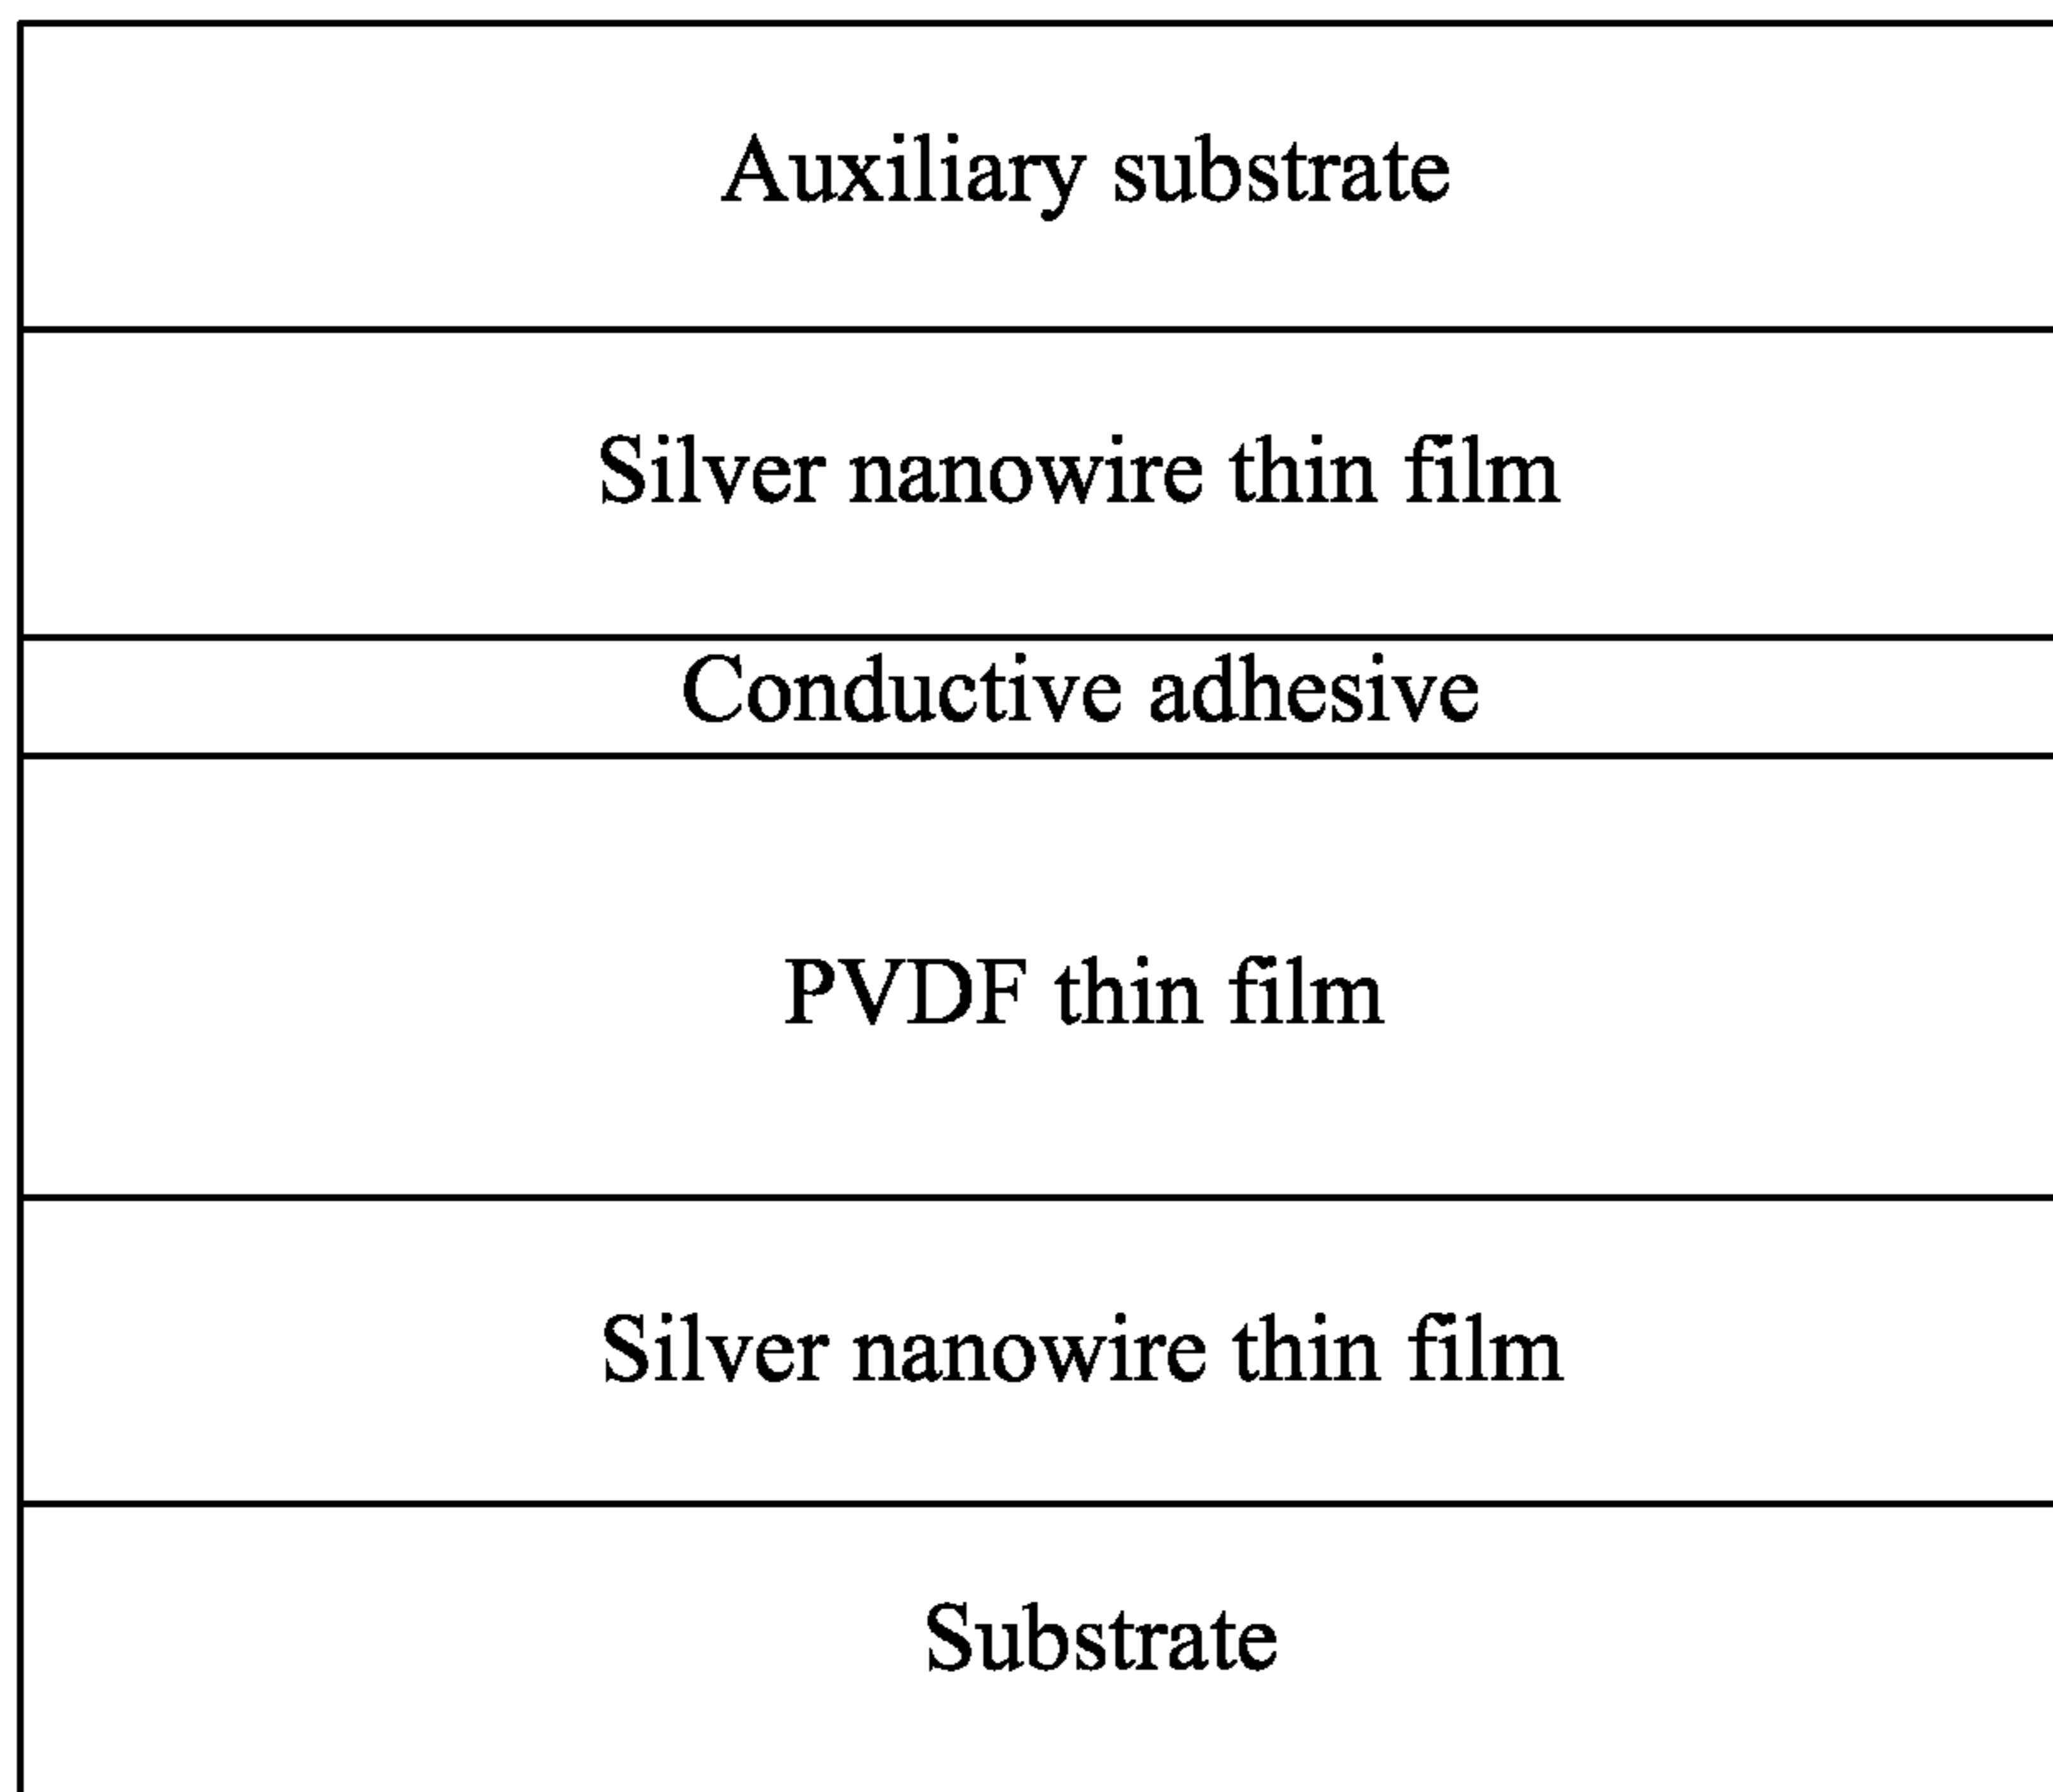 Auxiliary substrate
Silver nanowire thin film
Conductive adhesive
PVDF thin film
Silver nanowire thin film
Substrate